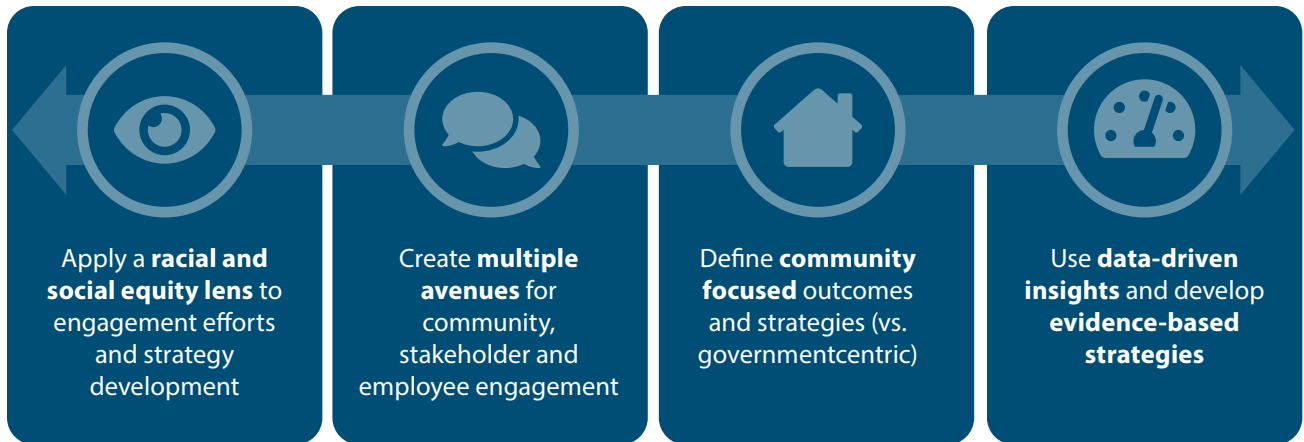 Apply a racial and
social equity lens to
engagement efforts
and strategy
development
Create multiple
avenues for
community,
stakeholder and
employee engagement
Define community
focused outcomes
and strategies (vs.
governmentcentric)
Use data-driven
insights and develop
evidence-based
strategies